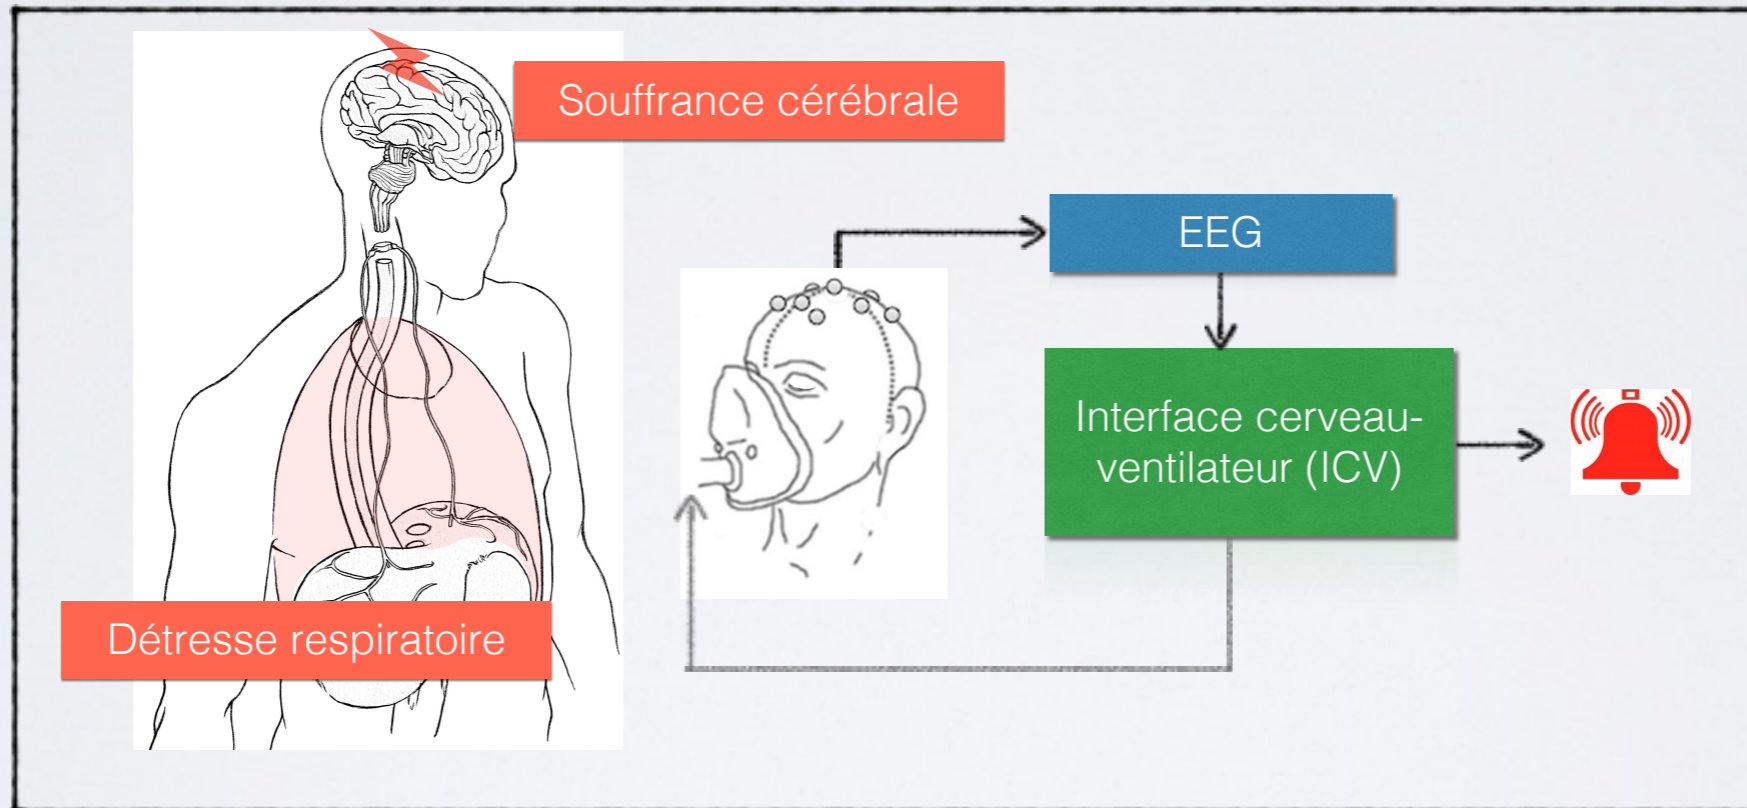 Souffrance cérébrale
EEG
Interface cerveau-
ventilateur (ICV)
Détresse respiratoire